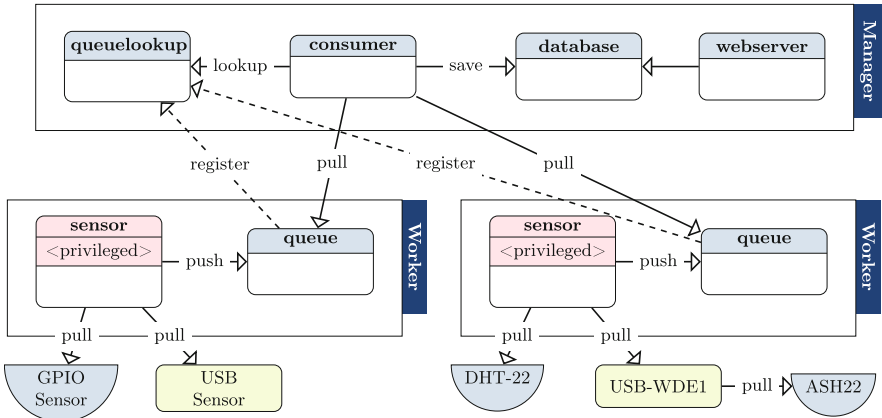 queuelookup
consumer
database
webserver
Manager
lookup
save
register
pull
register
pull
sensor
<privileged>
push
queue
Worker
sensor
<privileged>
push
queue
Worker
pull
pull
pull
pull
GPIO
Sensor
USB
Sensor
DHT-22
USB-WDE1
pull
ASH22